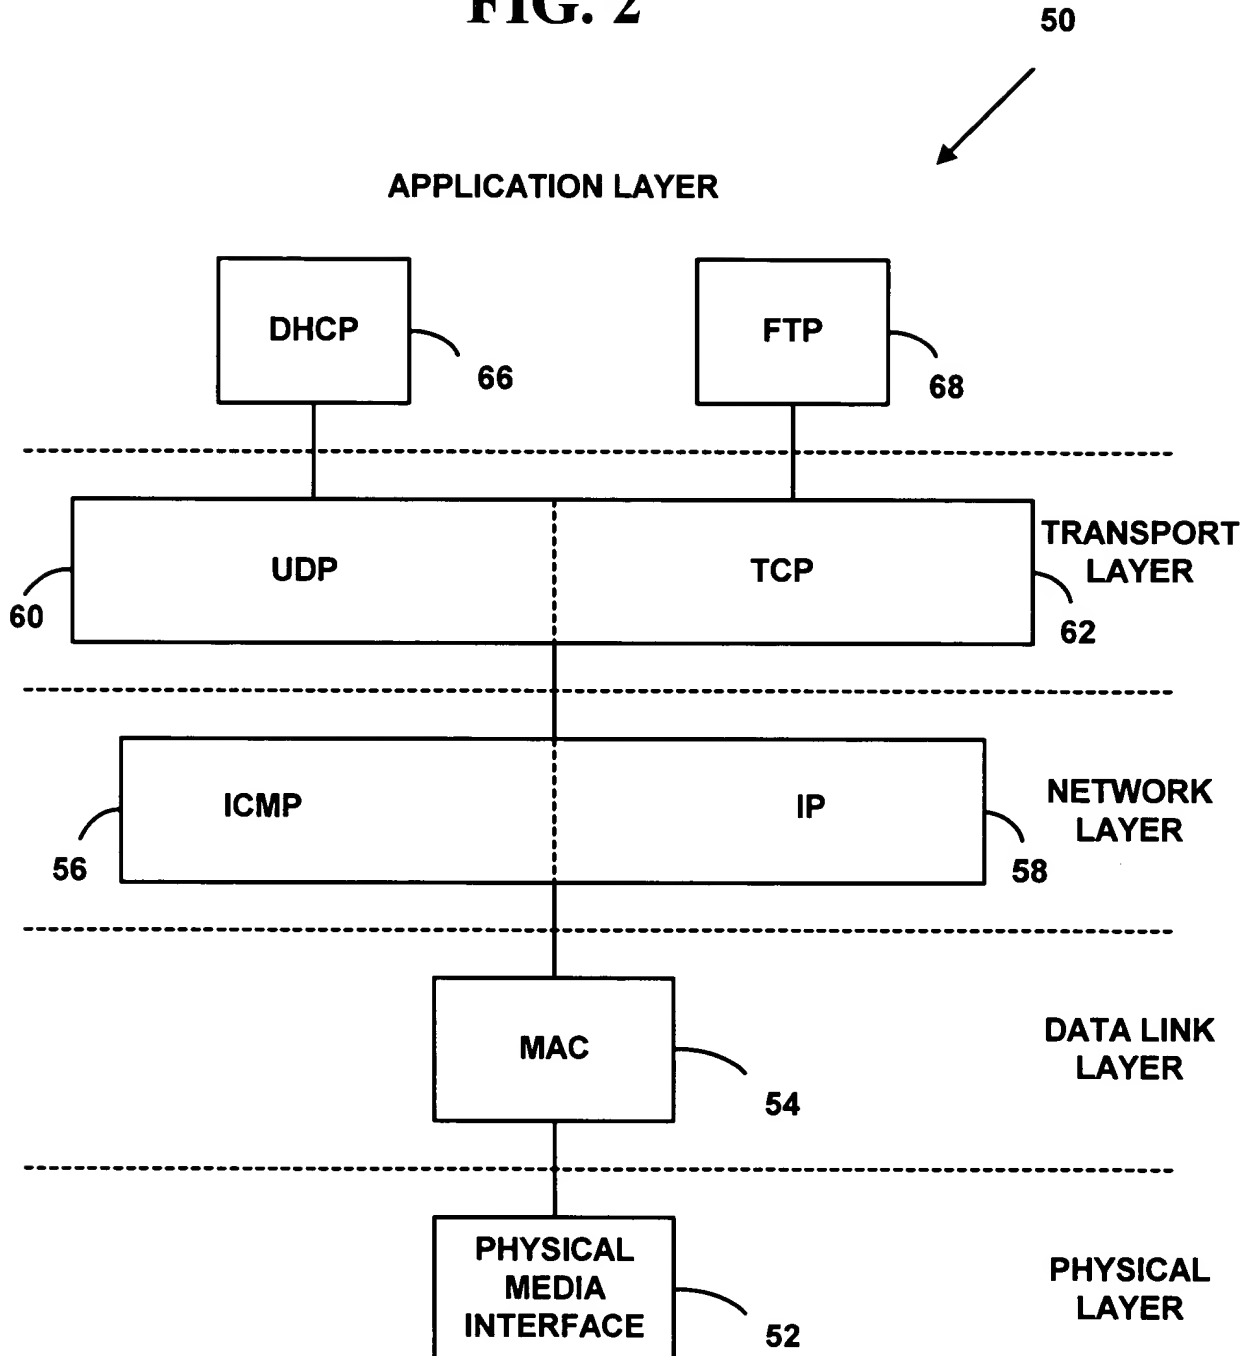 FIG. 2
50
APPLICATION LAYER
DHCP
66
FTP
68
UDP
60
TCP
62
TRANSPORT
LAYER
ICMP
56
IP
58
NETWORK
LAYER
MAC
54
DATA LINK
LAYER
PHYSICAL
MEDIA
INTERFACE
52
PHYSICAL
LAYER